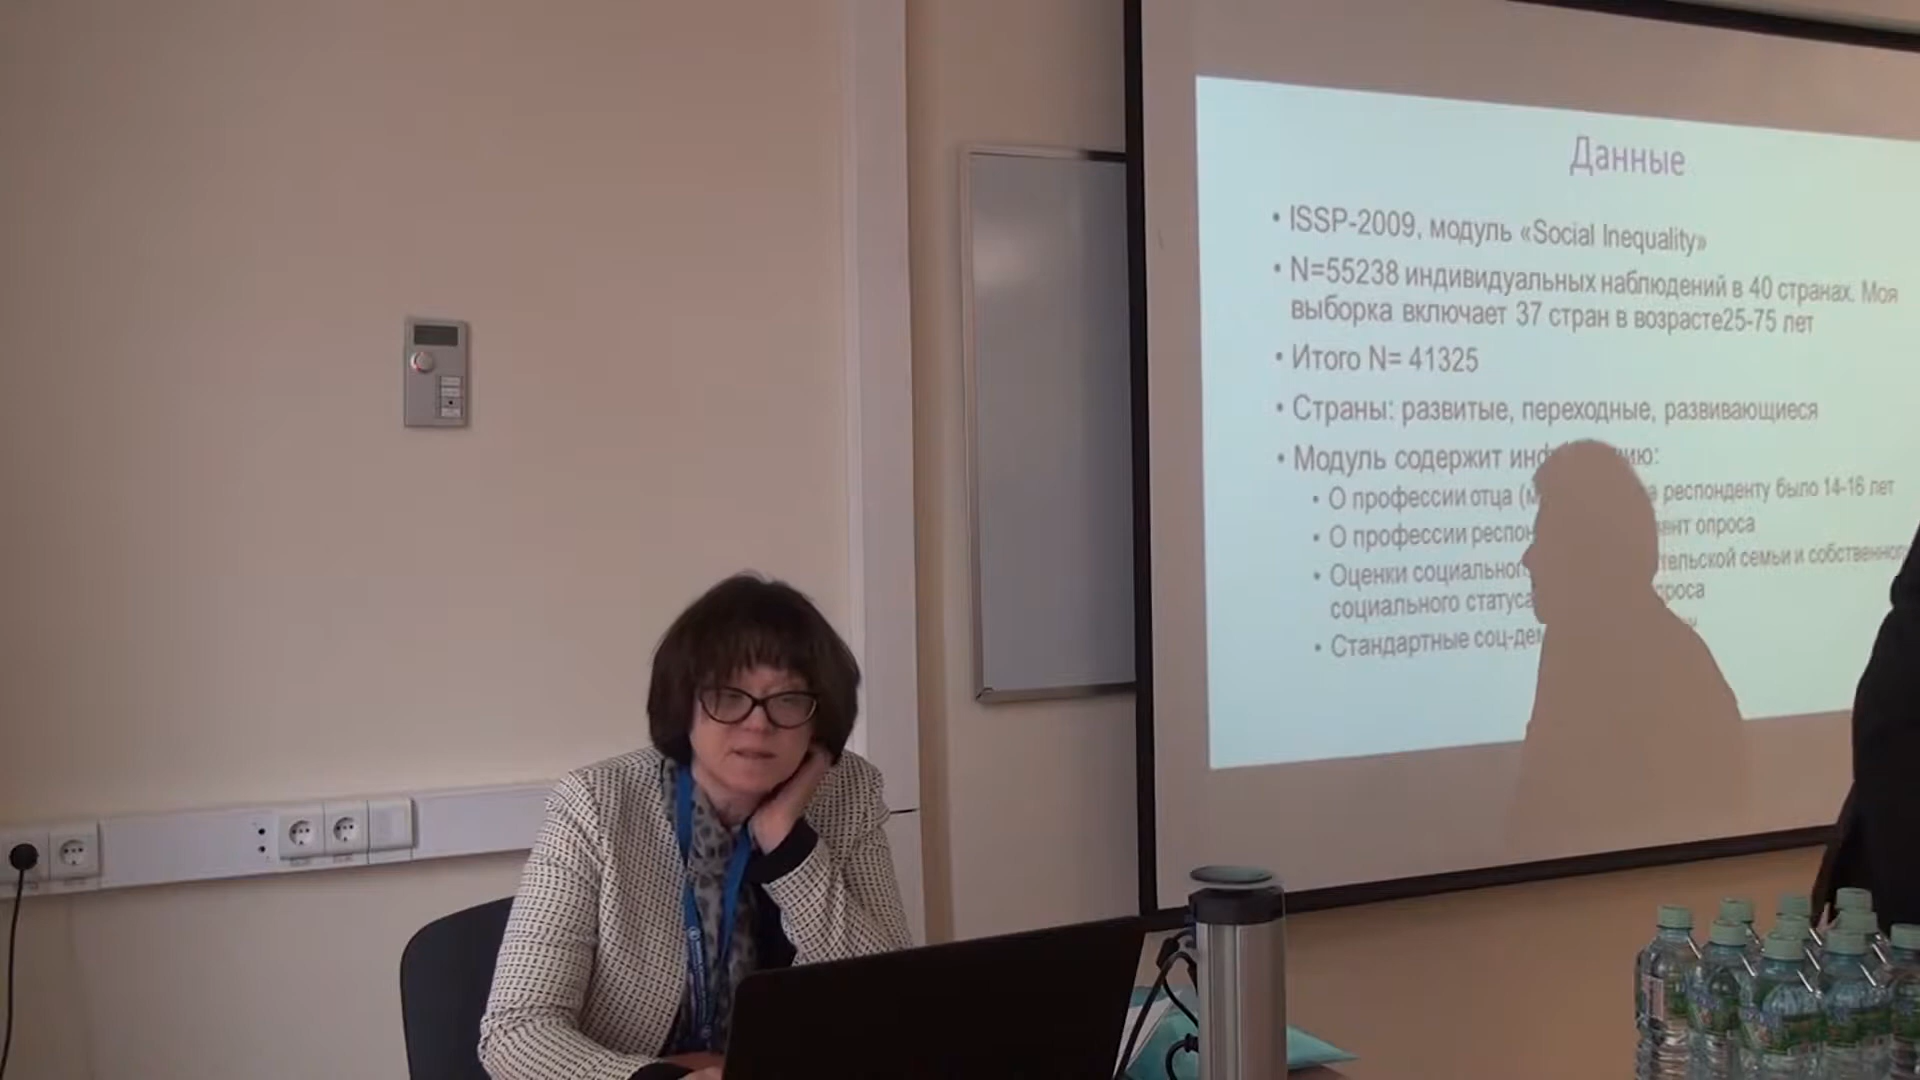 Данные
• ISSP-2009, модуль «Social Inequality»
• N=55238 индивидуальных наблюдений в 40 странах. Моя
выборка включает 37 стран в возрасте25-75 лет
• Итого N= 41325
• Страны: развитые, переходные, развивающиеся
• Модуль содержит
• О профессии отца респонденту было 14-16 лет
• О профессии опроса
• Оценки семьи и
социального статуса
• Стандартные